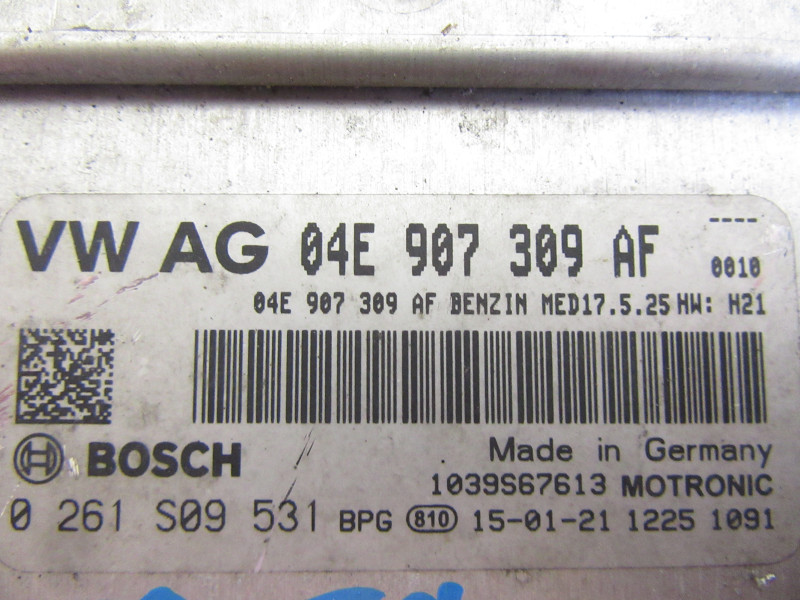 VW AG 04E 907 309 AF ----
0010
04E 907 309 AF BENZIN MED17.5.25 HW: H21
BOSCH
Made in Germany
1039S67613 MOTRONIC
0 261 S09 531 BPG 810 15-01-21 1225 1091